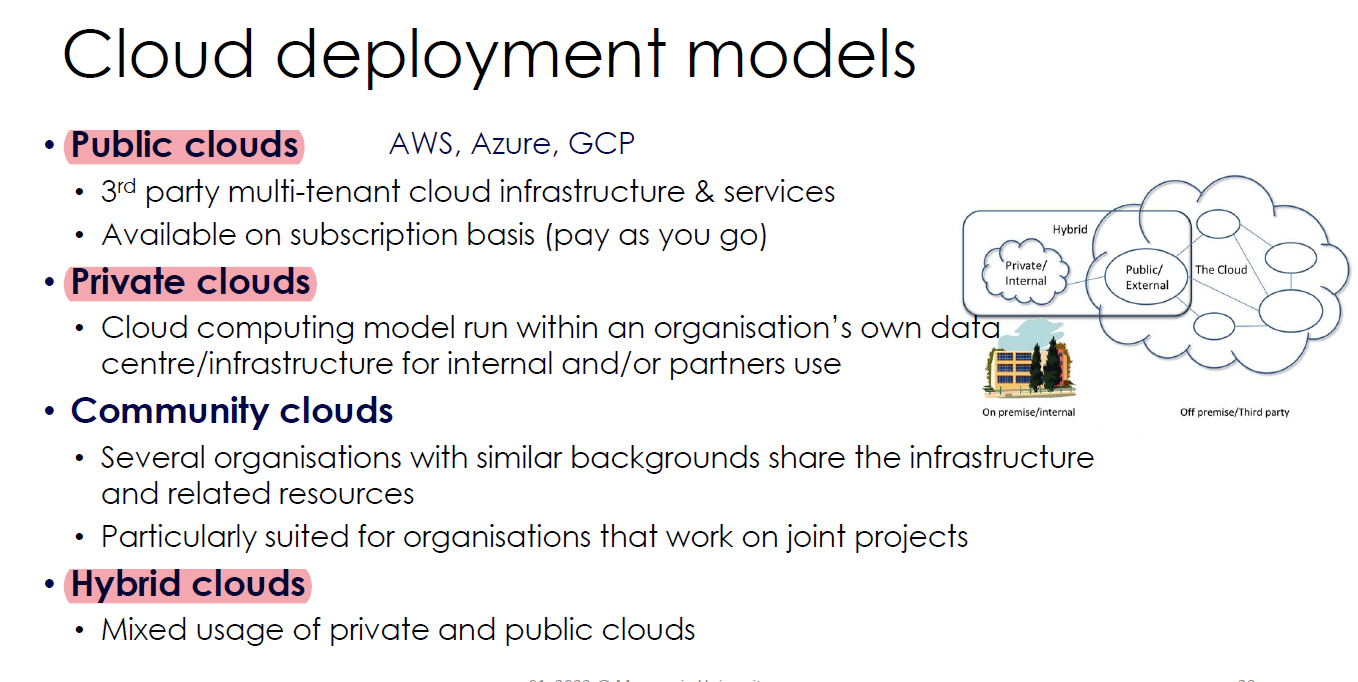 Cloud deployment models
• Public clouds AWS, Azure, GCP
• 3rd party multi-tenant cloud infrastructure & services
• Available on subscription basis (pay as you go)
• Private clouds
• Cloud computing model run within an organisation’s own data
centre/infrastructure for internal and/or partners use
• Community clouds
• Several organisations with similar backgrounds share the infrastructure
and related resources
• Particularly suited for organisations that work on joint projects
• Hybrid clouds
• Mixed usage of private and public clouds
Hybrid
Private/
Internal
Public/
External
The Cloud
On premise/internal
Off premise/Third party